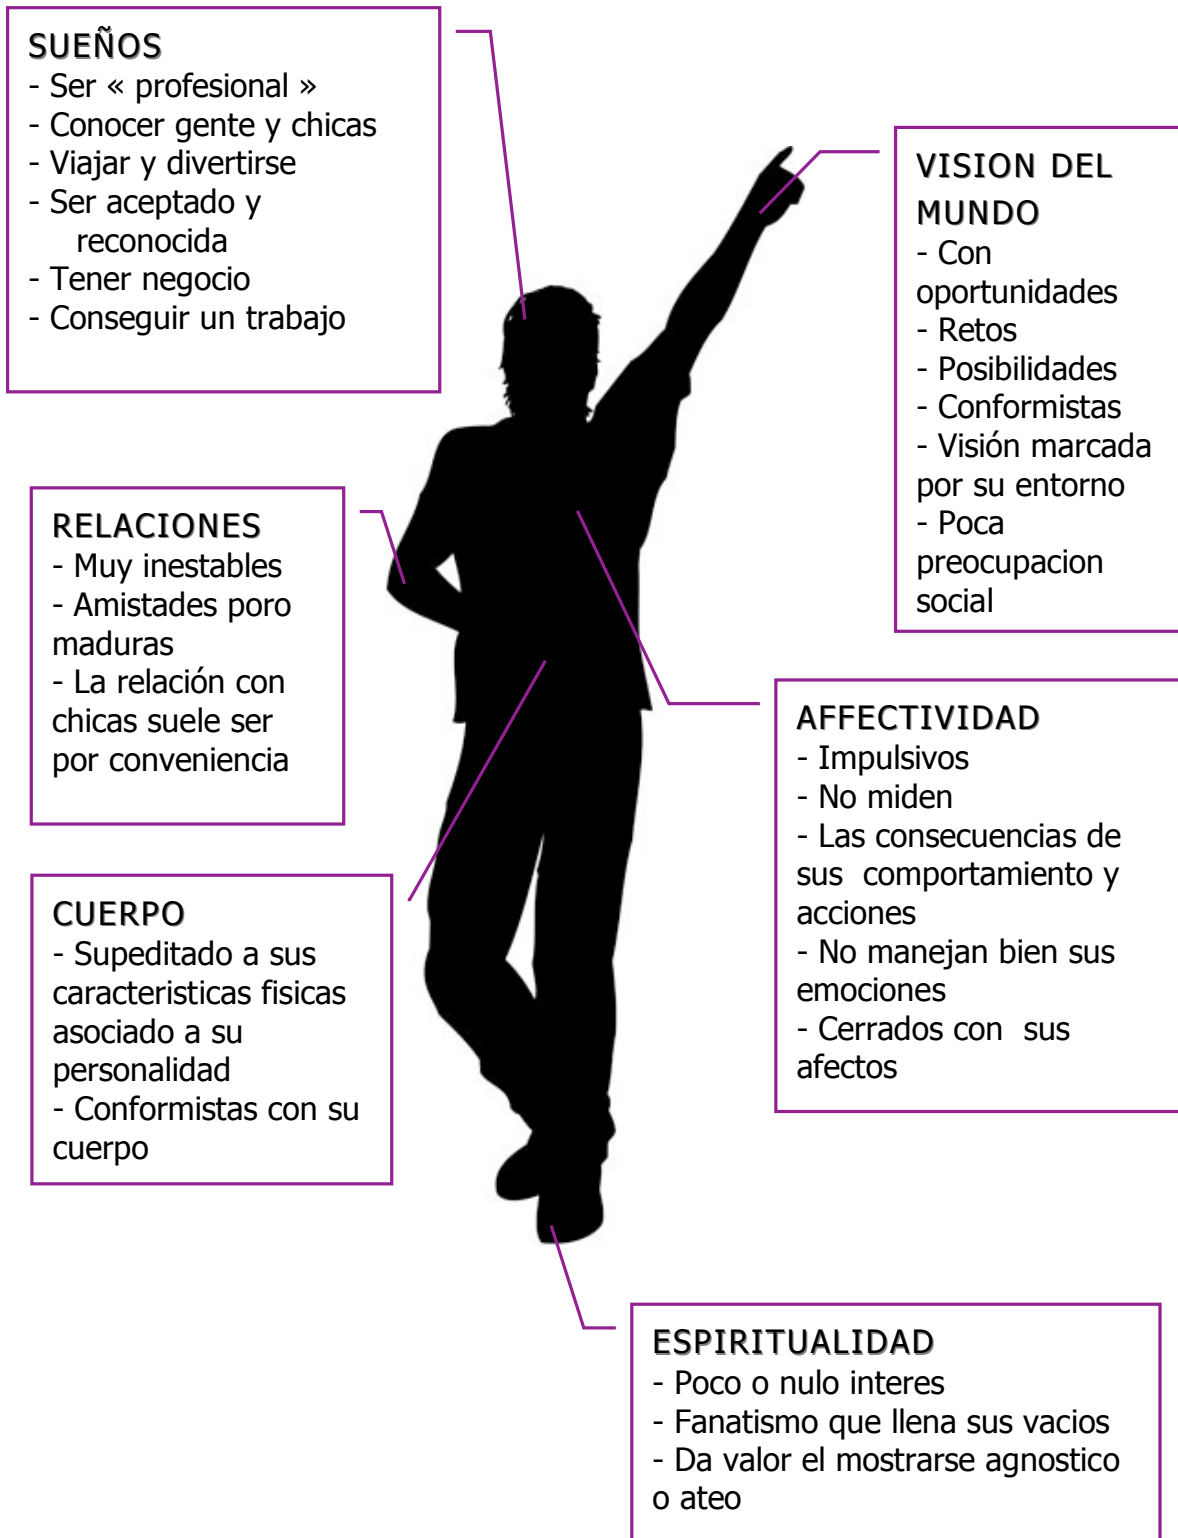 SUEÑOS
- Ser « profesional »
- Conocer gente y chicas
- Viajar y divertirse
- Ser aceptado y
reconocida
- Tener negocio
- Conseguir un trabajo
VISION DEL
MUNDO
- Con
oportunidades
- Retos
- Posibilidades
- Conformistas
- Visión marcada
por su entorno
- Poca
preocupacion
social
RELACIONES
- Muy inestables
- Amistades poro
maduras
- La relación con
chicas suele ser
por conveniencia
AFFECTIVIDAD
- Impulsivos
- No miden
- Las consecuencias de
sus  comportamiento y
acciones
- No manejan bien sus
emociones
- Cerrados con  sus
afectos
CUERPO
- Supeditado a sus
caracteristicas fisicas
asociado a su
personalidad
- Conformistas con su
cuerpo
ESPIRITUALIDAD
- Poco o nulo interes
- Fanatismo que llena sus vacios
- Da valor el mostrarse agnostico
o ateo